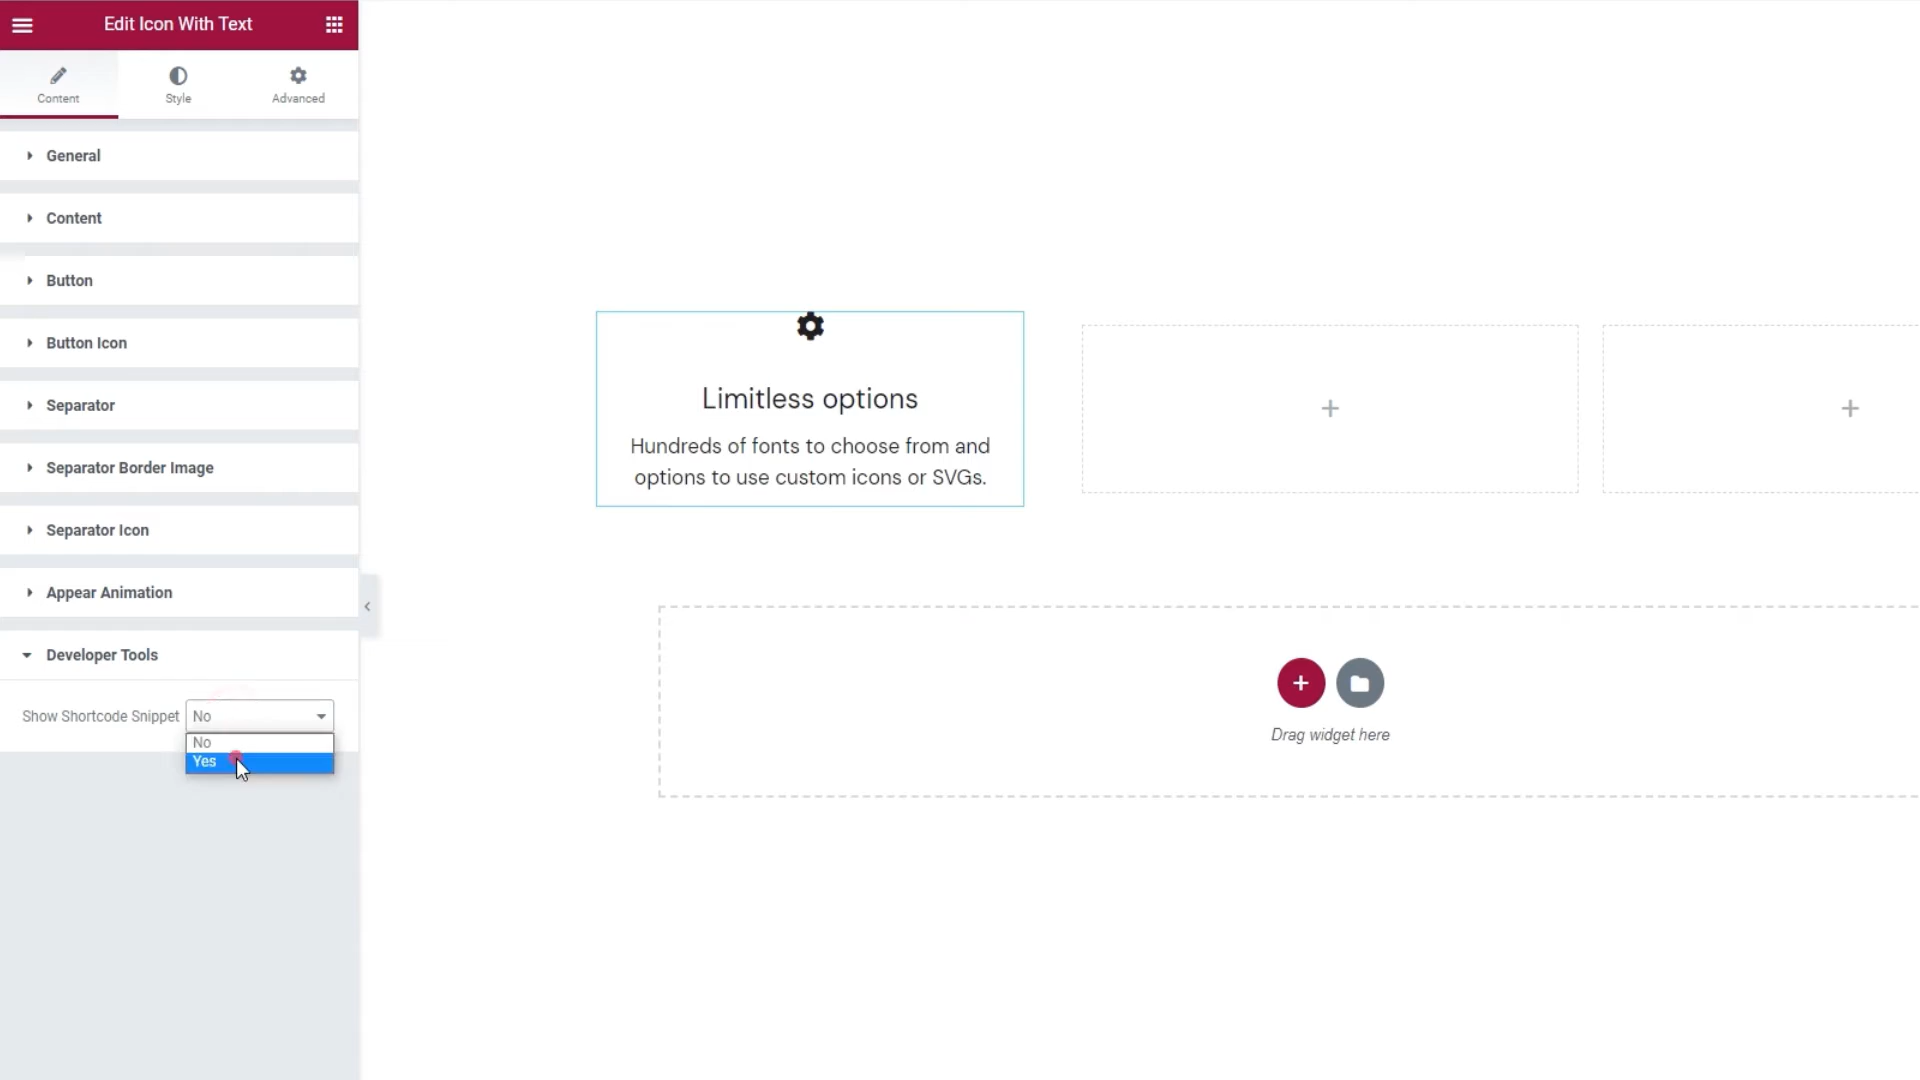 Edit Icon With Text
Content
Style
Advanced
General
Content
Button
Button Icon
Separator
Separator Border Image
Separator Icon
Appear Animation
Developer Tools
Show Shortcode Snippet
No
No
Yes
Limitless options
Hundreds of fonts to choose from and
options to use custom icons or SVGs.
Drag widget here